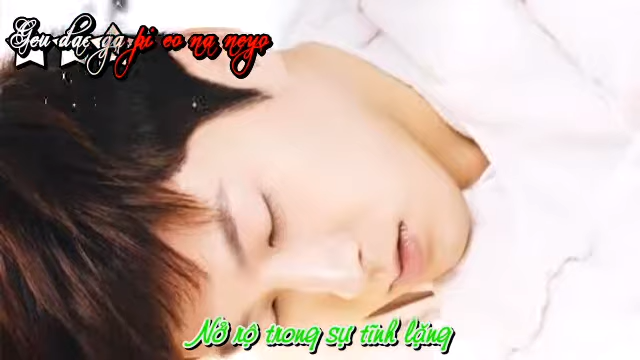 Geu dae ga pi eo na neyo
Nở rộ trong sự tĩnh lặng